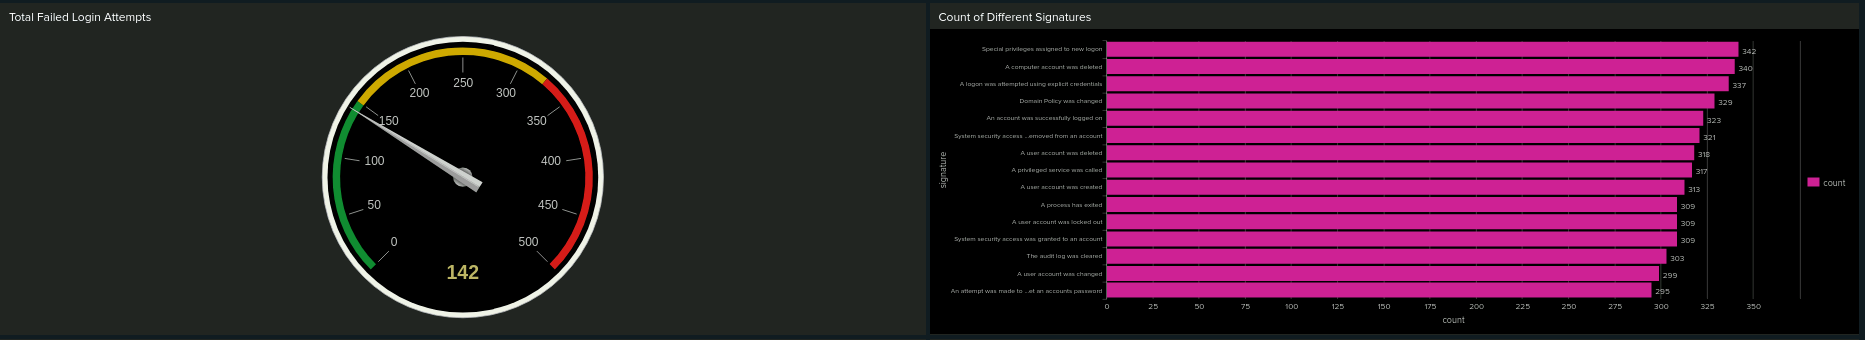 Total Failed Login Attempts
250
200
300
150
350
100
400
50
450
0
500
142
Count of Different Signatures
signature
Special privileges assigned to new logon
342
A computer account was deleted
340
A logon was attempted using explicit credentials
337
Domain Policy was changed
329
An account was successfully logged on
323
System security access ...emoved from an account
321
A user account was deleted
318
A privileged service was called
317
A user account was created
313
A process has exited
309
A user account was locked out
309
System security access was granted to an account
309
The audit log was cleared
303
A user account was changed
299
An attempt was made to ...et an accounts password
295
0 25 50 75 100 125 150 175 200 225 250 275 300 325 350
count
count